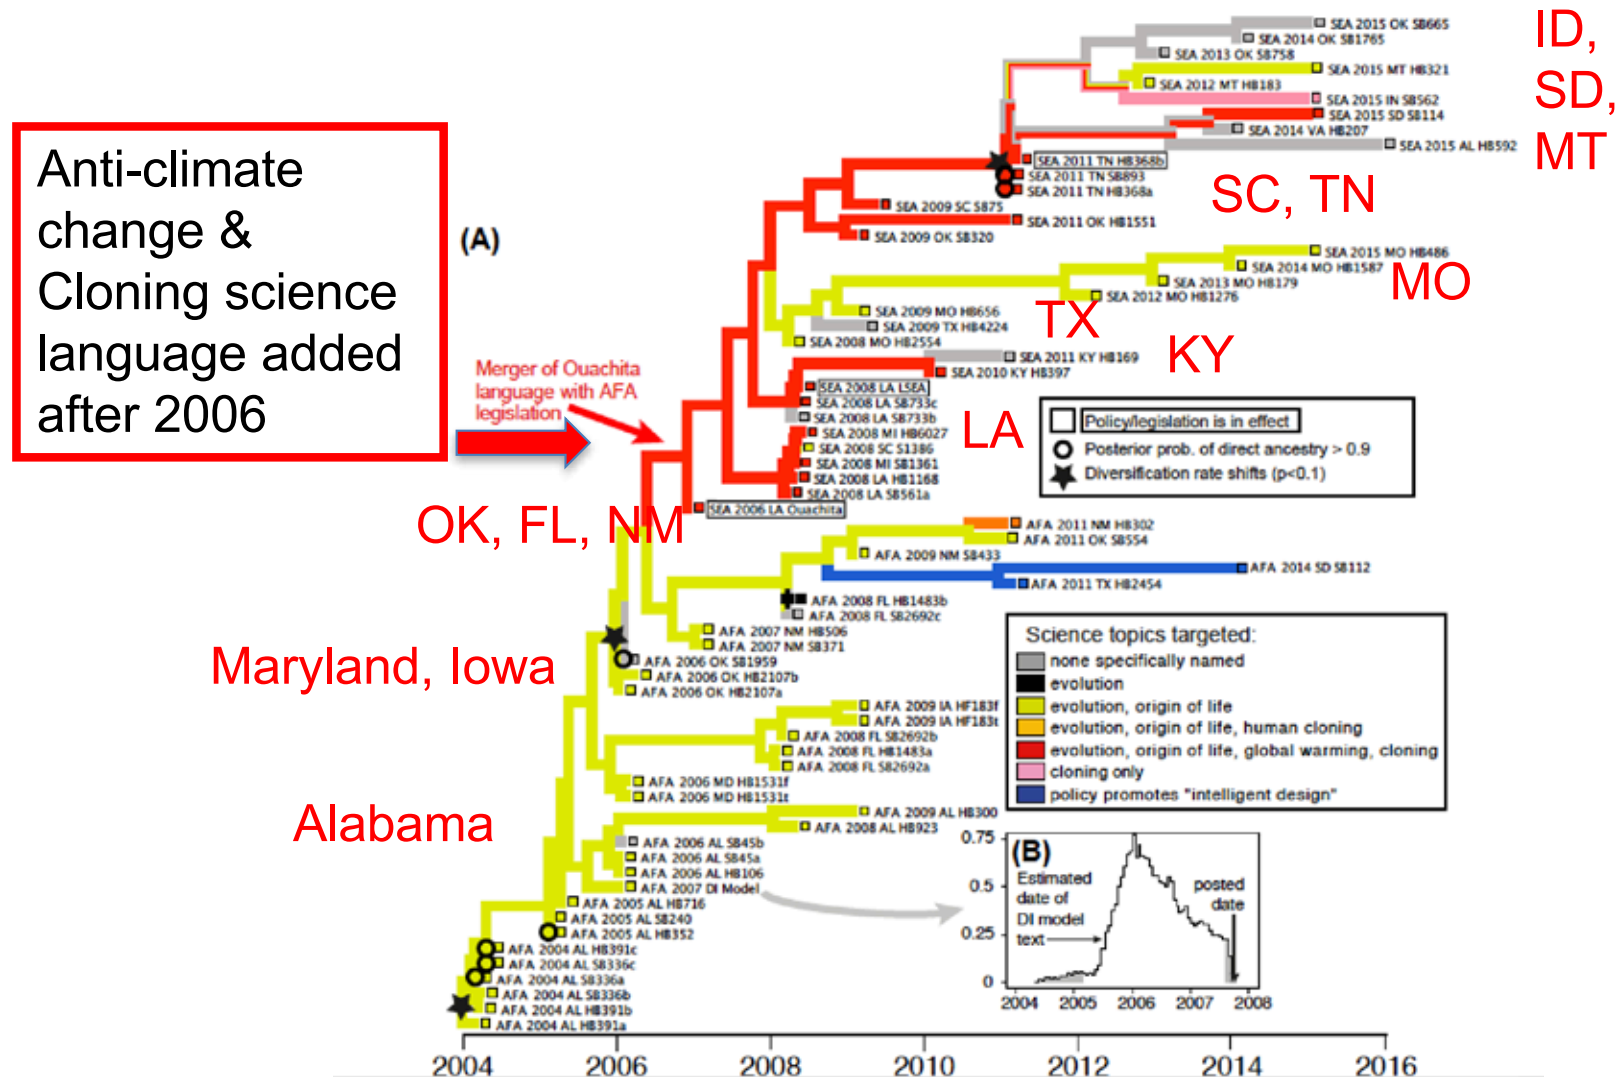 Anti-climate
change &
Cloning science
language added
after 2006
(A)
Merger of Ouachita
language with AFA
legislation
ID,
SD,
MT
SC, TN
MO
TX
KY
LA
OK, FL, NM
Maryland, Iowa
Alabama
SEA 2015 OK SB665
SEA 2014 OK SB1765
SEA 2013 OK SB758
SEA 2015 MT HB321
SEA 2012 MT HB183
SEA 2015 IN SB562
SEA 2015 SD SB114
SEA 2014 VA HB207
SEA 2015 AL HB592
SEA 2011 TN HB368b
SEA 2011 TN SB893
SEA 2011 TN HB368a
SEA 2009 SC S875
SEA 2011 OK HB1551
SEA 2009 OK SB320
SEA 2015 MO HB486
SEA 2014 MO HB1587
SEA 2013 MO HB179
SEA 2012 MO HB1276
SEA 2009 MO HB656
SEA 2009 TX HB4224
SEA 2008 MO HB2554
SEA 2011 KY HB169
SEA 2010 KY HB397
SEA 2008 LA LSEA
SEA 2008 LA SB733c
SEA 2008 LA SB733b
SEA 2008 MI HB6027
SEA 2008 SC S1386
SEA 2008 MI SB1361
SEA 2008 LA HB1168
SEA 2008 LA SB561a
SEA 2006 LA Ouachita
AFA 2011 NM HB302
AFA 2011 OK SB554
AFA 2009 NM SB433
AFA 2014 SD SB112
AFA 2011 TX HB2454
AFA 2008 FL HB1483b
AFA 2008 FL SB2692c
AFA 2007 NM HB506
AFA 2007 NM SB371
AFA 2006 OK SB1959
AFA 2006 OK HB2107b
AFA 2006 OK HB2107a
AFA 2009 IA HF183f
AFA 2009 IA HF183t
AFA 2008 FL SB2692b
AFA 2008 FL HB1483a
AFA 2008 FL SB2692a
AFA 2006 MD HB1531f
AFA 2006 MD HB1531t
AFA 2009 AL HB300
AFA 2008 AL HB923
AFA 2006 AL SB45b
AFA 2006 AL SB45a
AFA 2006 AL HB106
AFA 2007 DI Model
AFA 2005 AL HB716
AFA 2005 AL SB240
AFA 2005 AL HB352
AFA 2004 AL HB391c
AFA 2004 AL SB336c
AFA 2004 AL SB336a
AFA 2004 AL SB336b
AFA 2004 AL HB391b
AFA 2004 AL HB391a
Policy/legislation is in effect
Posterior prob. of direct ancestry > 0.9
Diversification rate shifts (p<0.1)
Science topics targeted:
none specifically named
evolution
evolution, origin of life
evolution, origin of life, human cloning
evolution, origin of life, global warming, cloning
cloning only
policy promotes "intelligent design"
(B)
0.75
0.5
0.25
0
Estimated
date of
DI model
text
posted
date
2004 2005 2006 2007 2008
2004 2006 2008 2010 2012 2014 2016